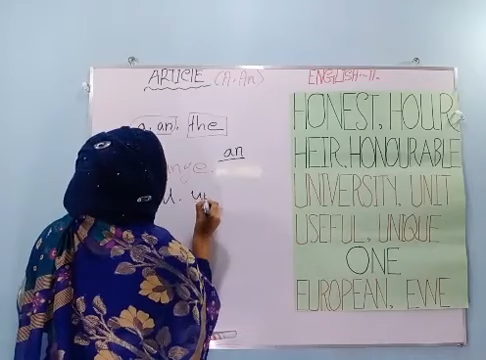 ARTICLE (A. An)
ENGLISH-II.
a. an. the
an
HONEST, HOUR
HEIR. HONOURABLE
UNIVERSITY. UNIT
USEFUL. UNIQUE
ONE
EUROPEAN, EWE